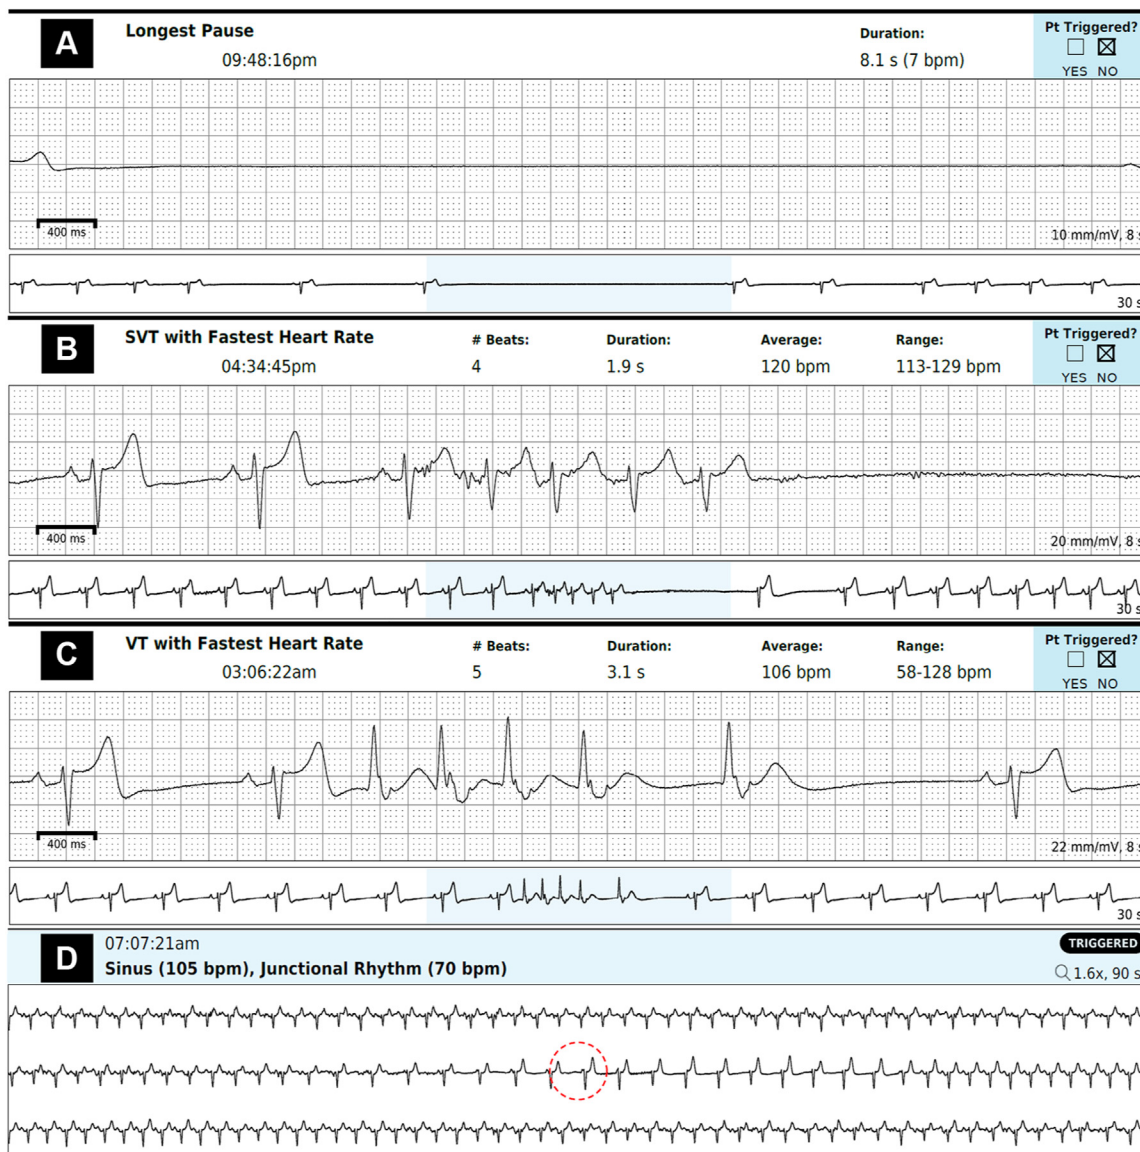 A
Longest Pause
09:48:16pm
Duration:
8.1 s (7 bpm)
Pt Triggered?
YES NO
400 ms
10 mm/mV, 8 s
30 s
B
SVT with Fastest Heart Rate
04:34:45pm
# Beats:
4
Duration:
1.9 s
Average:
120 bpm
Range:
113-129 bpm
Pt Triggered?
YES NO
400 ms
20 mm/mV, 8 s
30 s
C
VT with Fastest Heart Rate
03:06:22am
# Beats:
5
Duration:
3.1 s
Average:
106 bpm
Range:
58-128 bpm
Pt Triggered?
YES NO
400 ms
22 mm/mV, 8 s
30 s
D
07:07:21am
Sinus (105 bpm), Junctional Rhythm (70 bpm)
TRIGGERED
1.6x, 90 s